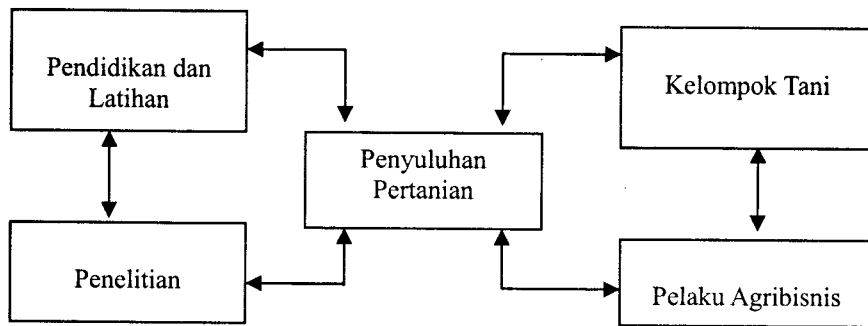 Pendidikan dan
Latihan
Kelompok Tani
Penyuluhan
Pertanian
Penelitian
Pelaku Agribisnis